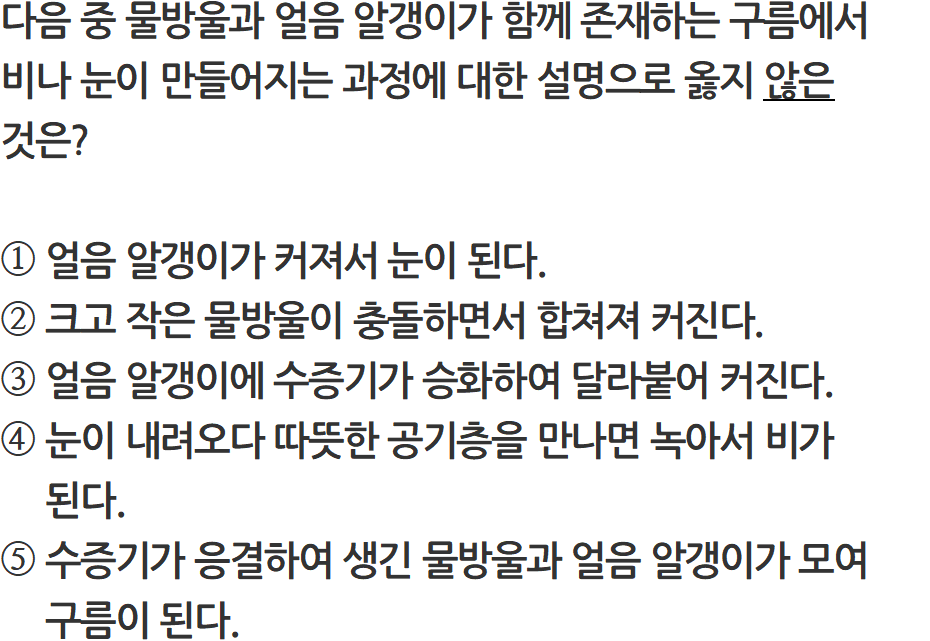 다음 중 물방울과 얼음 알갱이가 함께 존재하는 구름에서
비나 눈이 만들어지는 과정에 대한 설명으로 옳지 않은
것은?
① 얼음 알갱이가 커져서 눈이 된다.
② 크고 작은 물방울이 충돌하면서 합쳐져 커진다.
③ 얼음 알갱이에 수증기가 승화하여 달라붙어 커진다.
④ 눈이 내려오다 따뜻한 공기층을 만나면 녹아서 비가
된다.
⑤ 수증기가 응결하여 생긴 물방울과 얼음 알갱이가 모여
구름이 된다.